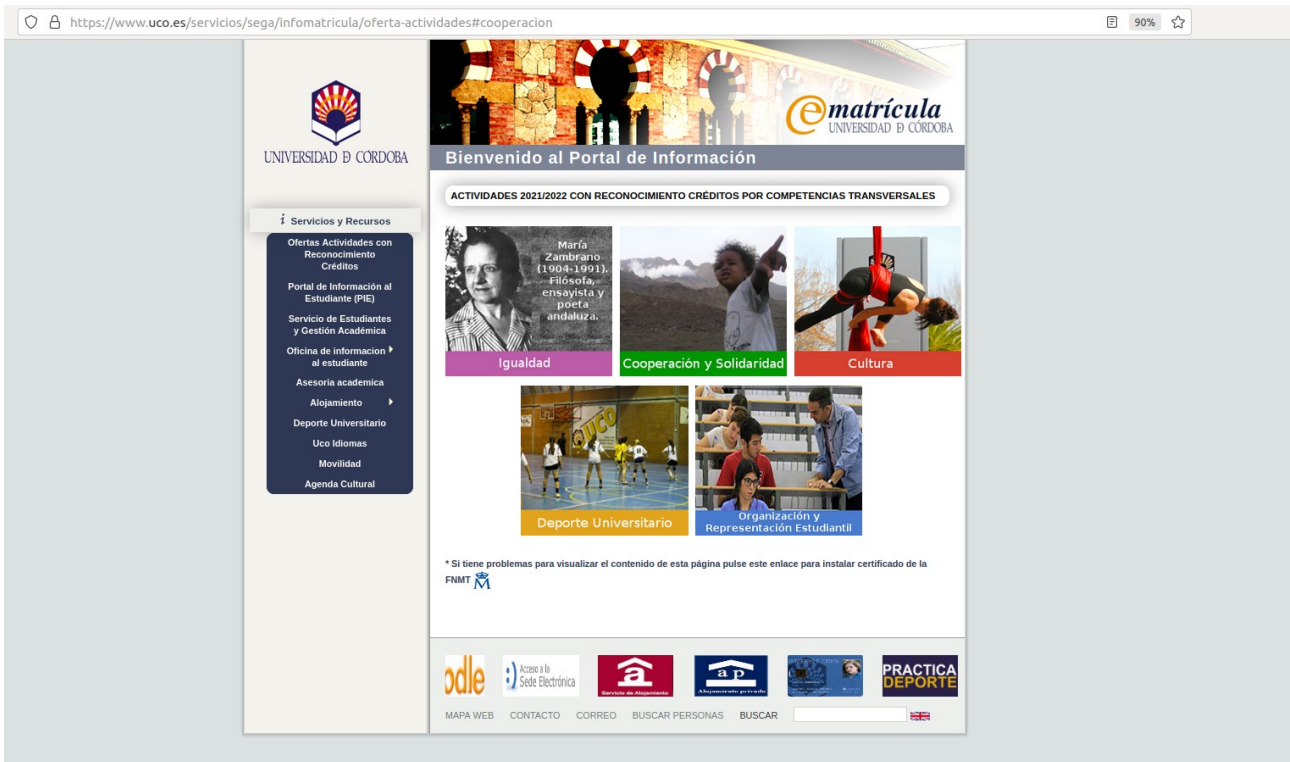 https://www.uco.es/servicios/sega/infomatricula/oferta-actividades#cooperacion
90%
UNIVERSIDAD Ð CORDOBA
ematrícula
UNIVERSIDAD Ð CÓRDOBA
Bienvenido al Portal de Información
ACTIVIDADES 2021/2022 CON RECONOCIMIENTO CRÉDITOS POR COMPETENCIAS TRANSVERSALES
i Servicios y Recursos
Ofertas Actividades con
Reconocimiento
Créditos
Portal de Información al
Estudiante (PIE)
Servicio de Estudiantes
y Gestión Académica
Oficina de informacion
al estudiante
Asesoria academica
Alojamiento
Deporte Universitario
Uco Idiomas
Movilidad
Agenda Cultural
María
Zambrano
(1904-1991).
Filósofa,
ensayista y
poeta
andaluza.
Igualdad
Cooperación y Solidaridad
Cultura
UCO
Deporte Universitario
Organización y
Representación Estudiantil
* Si tiene problemas para visualizar el contenido de esta página pulse este enlace para instalar certificado de la
FNMT
odle
Acceso a la
Sede Electrónica
a
Servicio de Alojamiento
a p
Alojamiento privado
PRACTICA
DEPORTE
MAPA WEB CONTACTO CORREO BUSCAR PERSONAS BUSCAR